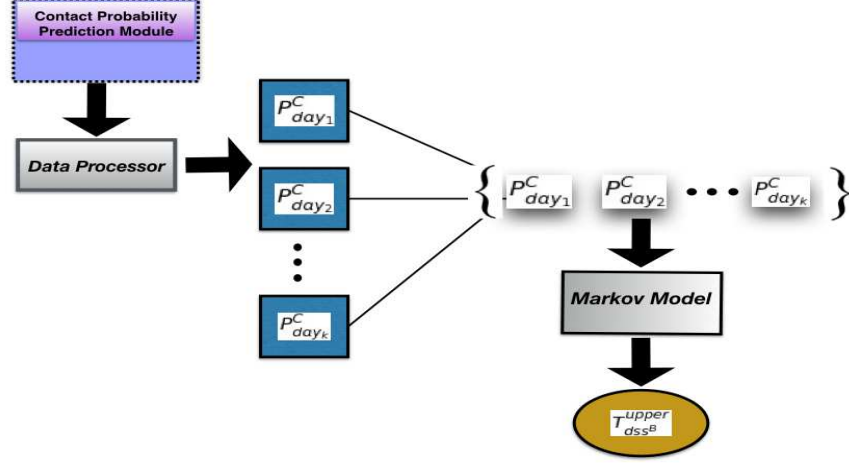 Contact Probability
Prediction Module
Data Processor
P^C_{day_1}
P^C_{day_2}
P^C_{day_k}
{ P^C_{day_1} P^C_{day_2} ••• P^C_{day_k} }
Markov Model
T^{upper}_{dss^B}